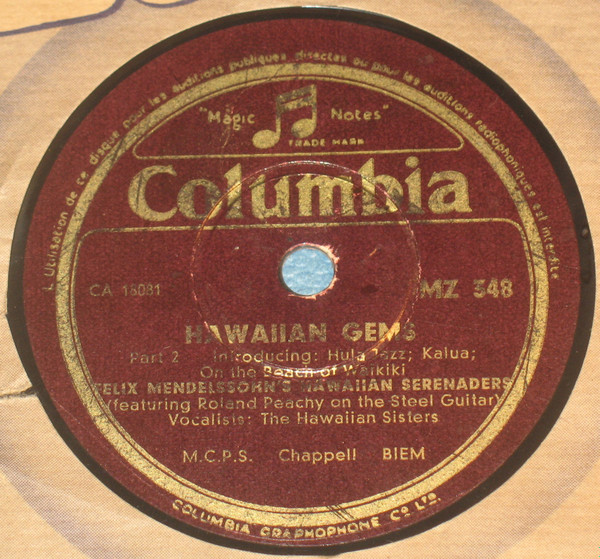 L'Utilisation de ce disque pour les auditions publiques directes ou pour les auditions radiophoniques est interdite
"Magic Notes"
TRADE MARK
Columbia
CA 15081 MZ 348
HAWAIIAN GEMS
Part 2 Introducing: Hula Jazz; Kalua;
On the Beach of Waikiki
FELIX MENDELSSOHN'S HAWAIIAN SERENADERS
(featuring Roland Peachy on the Steel Guitar)
Vocalists: The Hawaiian Sisters
M.C.P.S. Chappell BIEM
COLUMBIA GRAPHOPHONE Co LTD.